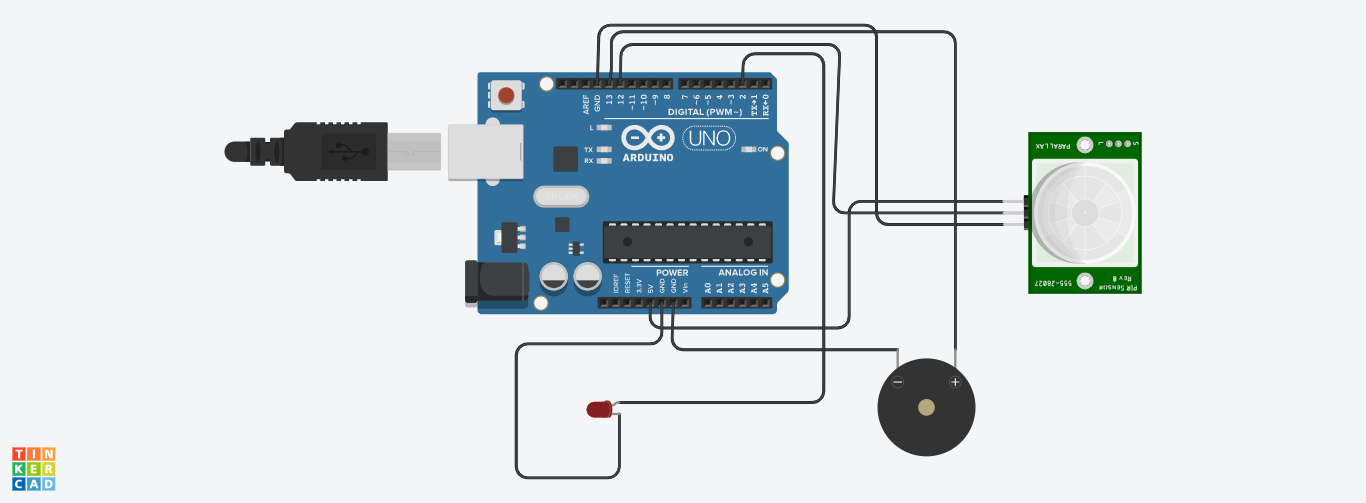 AREF
GND
13
12
~11
~10
~9
8
7
~6
~5
4
~3
2
TX→1
RX←0
DIGITAL (PWM~)
L
TX
RX
ARDUINO
UNO
ON
POWER
ANALOG IN
IOREF
RESET
3.3V
5V
GND
GND
Vin
A0
A1
A2
A3
A4
A5
PARALLAX
L
S
PIR Sensor
Rev B
555-28027
−
+
TIN
KER
CAD